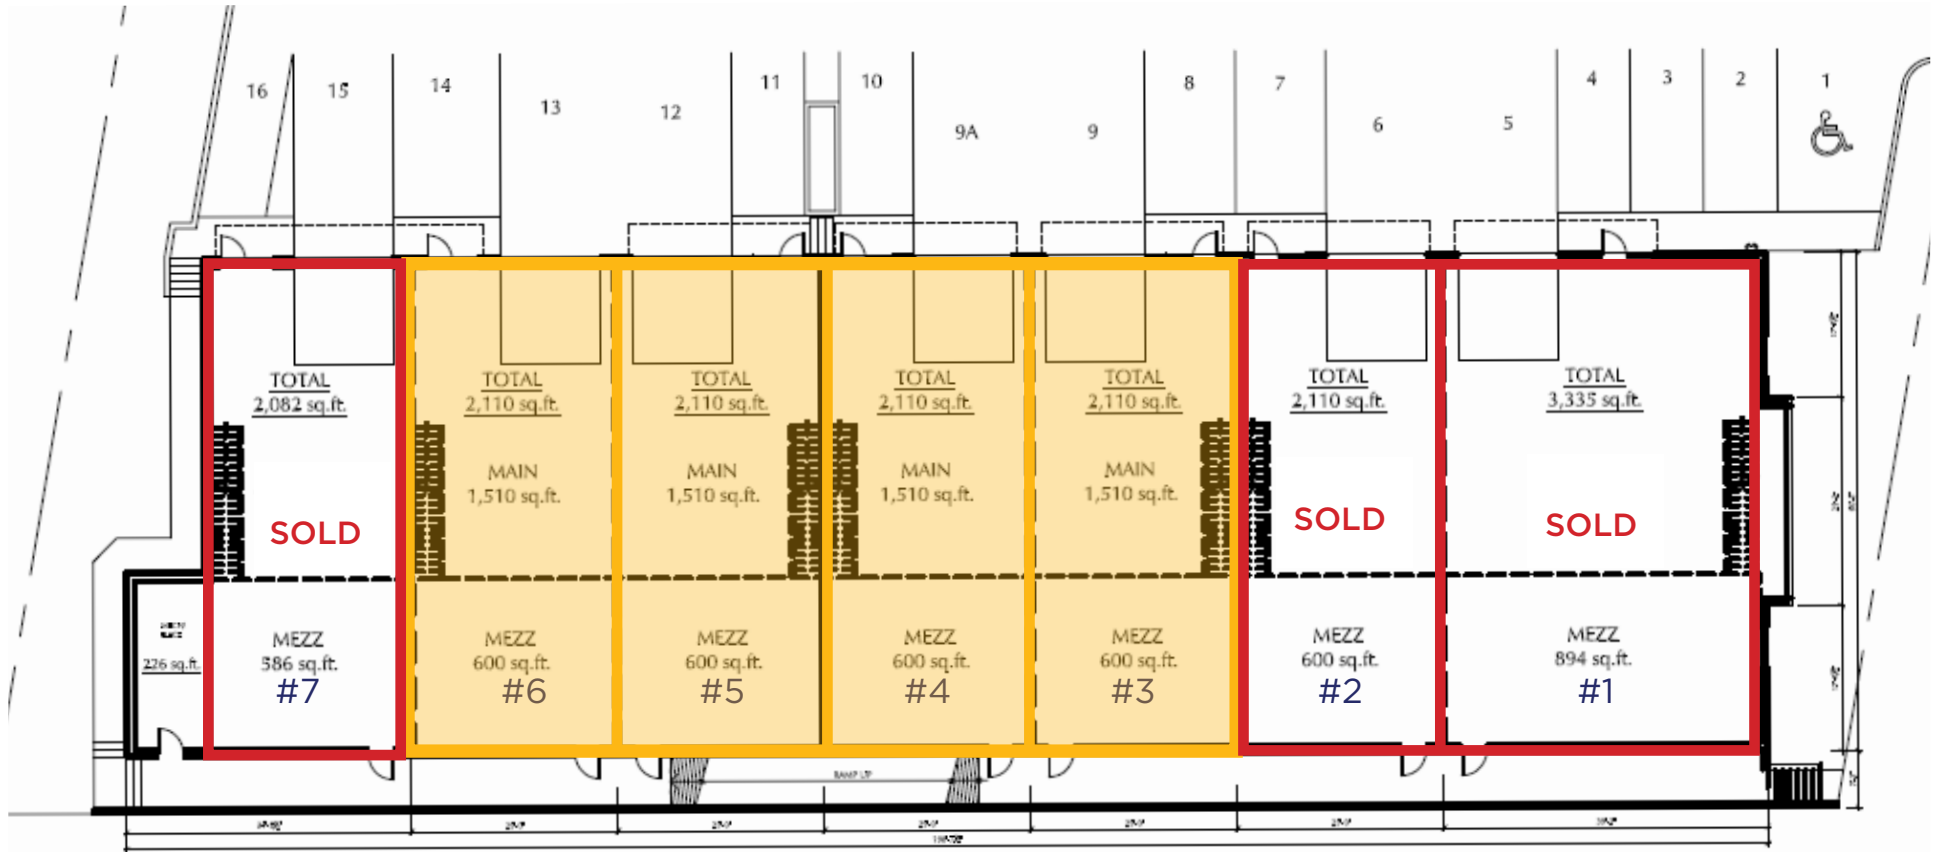 16
15
14
13
12
11
10
9A
9
8
7
6
5
4
3
2
1
TOTAL
2,082 sq.ft.
SOLD
MEZZ
586 sq.ft.
#7
226 sq.ft.
TOTAL
2,110 sq.ft.
MAIN
1,510 sq.ft.
MEZZ
600 sq.ft.
#6
TOTAL
2,110 sq.ft.
MAIN
1,510 sq.ft.
MEZZ
600 sq.ft.
#5
TOTAL
2,110 sq.ft.
MAIN
1,510 sq.ft.
MEZZ
600 sq.ft.
#4
TOTAL
2,110 sq.ft.
MAIN
1,510 sq.ft.
MEZZ
600 sq.ft.
#3
TOTAL
2,110 sq.ft.
SOLD
MEZZ
600 sq.ft.
#2
TOTAL
3,335 sq.ft.
SOLD
MEZZ
894 sq.ft.
#1
RAMP UP